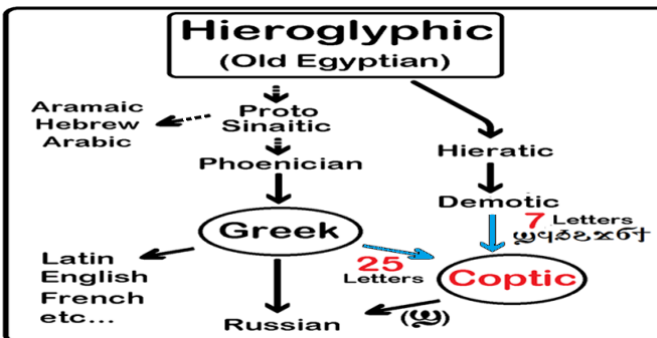 Hieroglyphic
(Old Egyptian)
Aramaic
Hebrew
Arabic
Proto
Sinaitic
Phoenician
Hieratic
Demotic
7 Letters
ϣϥϧϩϫϭϯ
Greek
25
Letters
Coptic
Latin
English
French
etc...
Russian
(ϣ)